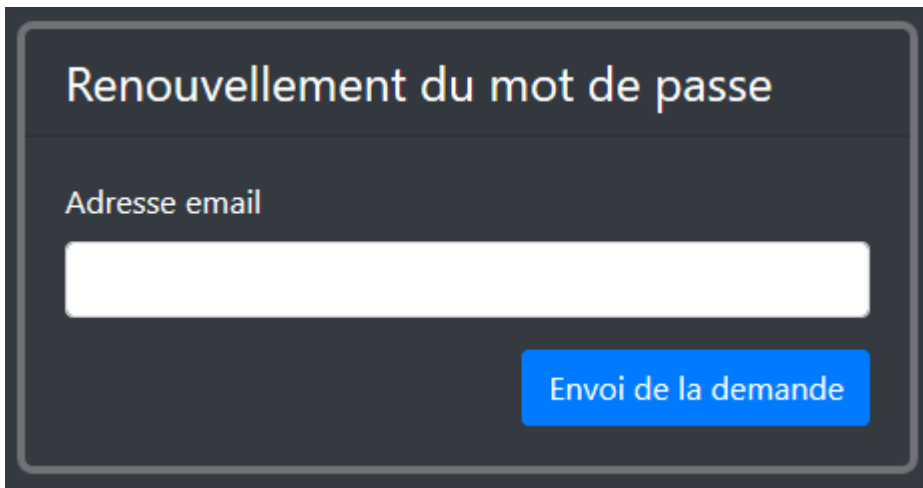 Renouvellement du mot de passe
Adresse email
Envoi de la demande